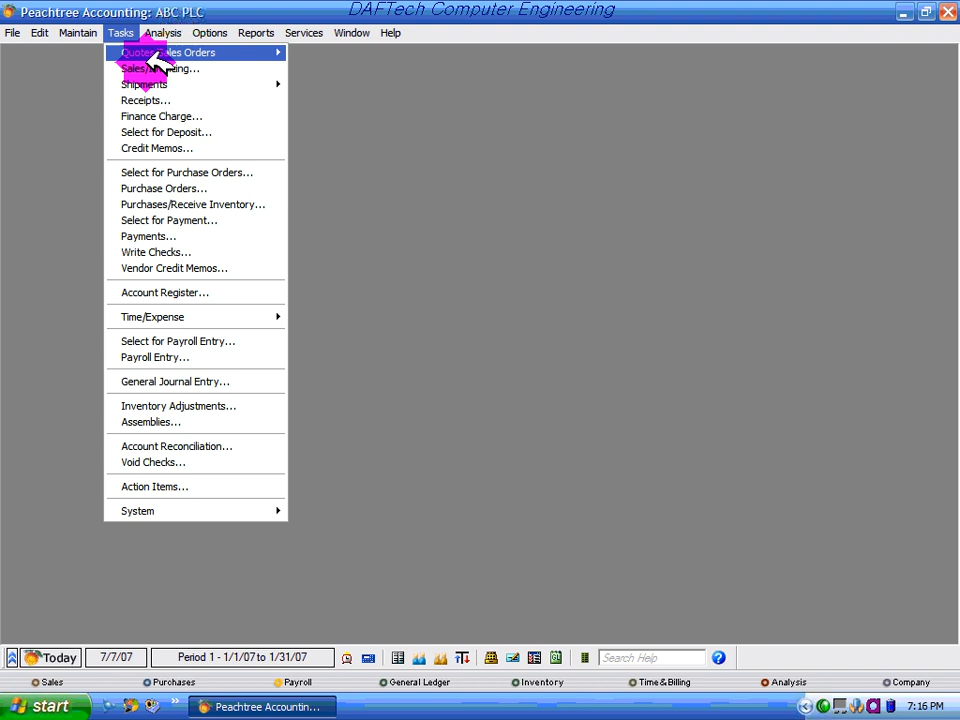 Peachtree Accounting: ABC PLC
DAFTech Computer Engineering
File Edit Maintain Tasks Analysis Options Reports Services Window Help
Quotes/Sales Orders
Shipments
Receipts...
Finance Charge...
Select for Deposit...
Credit Memos...
Select for Purchase Orders...
Purchase Orders...
Purchases/Receive Inventory...
Select for Payment...
Payments...
Write Checks...
Vendor Credit Memos...
Account Register...
Time/Expense
Select for Payroll Entry...
Payroll Entry...
General Journal Entry...
Inventory Adjustments...
Assemblies...
Account Reconciliation...
Void Checks...
Action Items...
System
Today 7/7/07 Period 1 - 1/1/07 to 1/31/07 Search Help
Sales Purchases Payroll General Ledger Inventory Time & Billing Analysis Company
start Peachtree Accountin... 7:16 PM